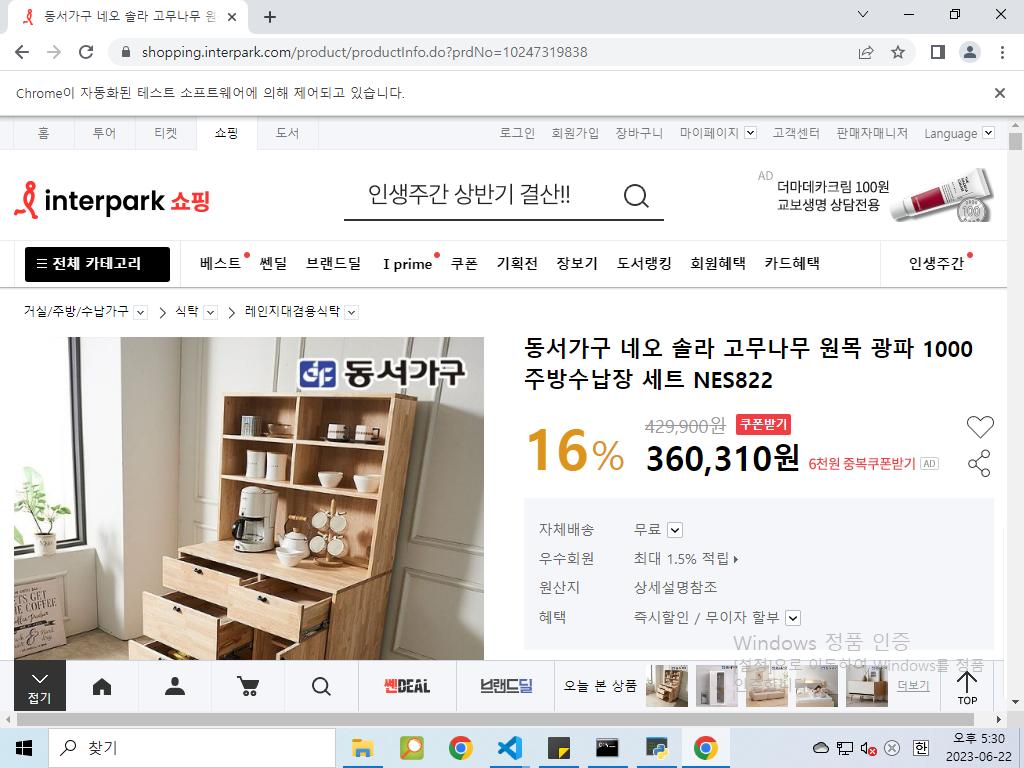 동서가구 네오 솔라 고무나무 원
shopping.interpark.com/product/productInfo.do?prdNo=10247319838
Chrome이 자동화된 테스트 소프트웨어에 의해 제어되고 있습니다.
홈 투어 티켓 쇼핑 도서 로그인 회원가입 장바구니 마이페이지 고객센터 판매자매니저 Language
interpark 쇼핑
인생주간 상반기 결산!!
AD
더마데카크림 100원
교보생명 상담전용
100
전체 카테고리 베스트 쎈딜 브랜드딜 I prime 쿠폰 기획전 장보기 도서랭킹 회원혜택 카드혜택 인생주간
거실/주방/수납가구 > 식탁 > 레인지대겸용식탁
동서가구
동서가구 네오 솔라 고무나무 원목 광파 1000
주방수납장 세트 NES822
16%
429,900원 쿠폰받기
360,310원 6천원 중복쿠폰받기 AD
자체배송 무료
우수회원 최대 1.5% 적립
원산지 상세설명참조
혜택 즉시할인 / 무이자 할부
LET'S GET
COFFEE
Windows 정품 인증
[설정]으로 이동하여 Windows를 정품
접기
쎈DEAL
브랜드딜
오늘 본 상품
더보기
TOP
찾기
한
오후 5:30
2023-06-22